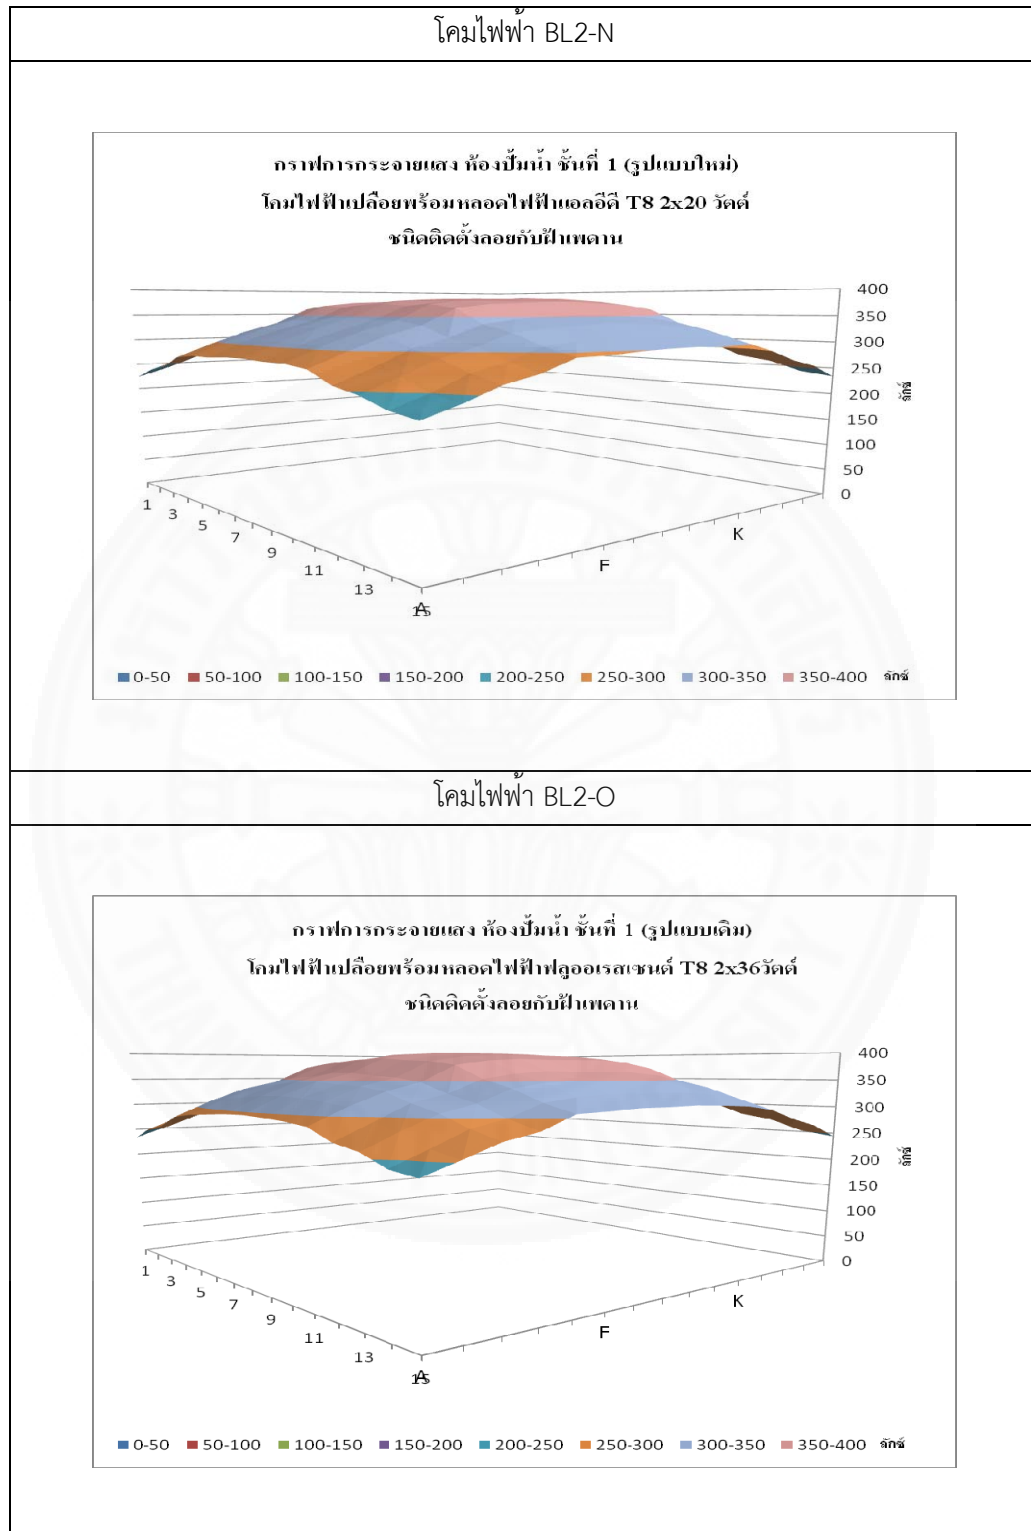 โคมไฟฟ้า BL2-N
กราฟการกระจายแสง ห้องปั้มน้ำ ชั้นที่ 1 (รูปแบบใหม่)
โคมไฟฟ้าเปลือยพร้อมหลอดไฟฟ้าแอลอีดี T8 2x20 วัตต์
ชนิดติดตั้งลอยกับฝ้าเพดาน
400
350
300
250
200
150
100
50
0
ลักซ์
1
3
5
7
9
11
13
15
A
F
K
0-50 50-100 100-150 150-200 200-250 250-300 300-350 350-400 ลักซ์
โคมไฟฟ้า BL2-O
กราฟการกระจายแสง ห้องปั้มน้ำ ชั้นที่ 1 (รูปแบบเดิม)
โคมไฟฟ้าเปลือยพร้อมหลอดไฟฟ้าฟลูออเรสเซนต์ T8 2x36วัตต์
ชนิดติดตั้งลอยกับฝ้าเพดาน
400
350
300
250
200
150
100
50
0
ลักซ์
1
3
5
7
9
11
13
15
A
F
K
0-50 50-100 100-150 150-200 200-250 250-300 300-350 350-400 ลักซ์